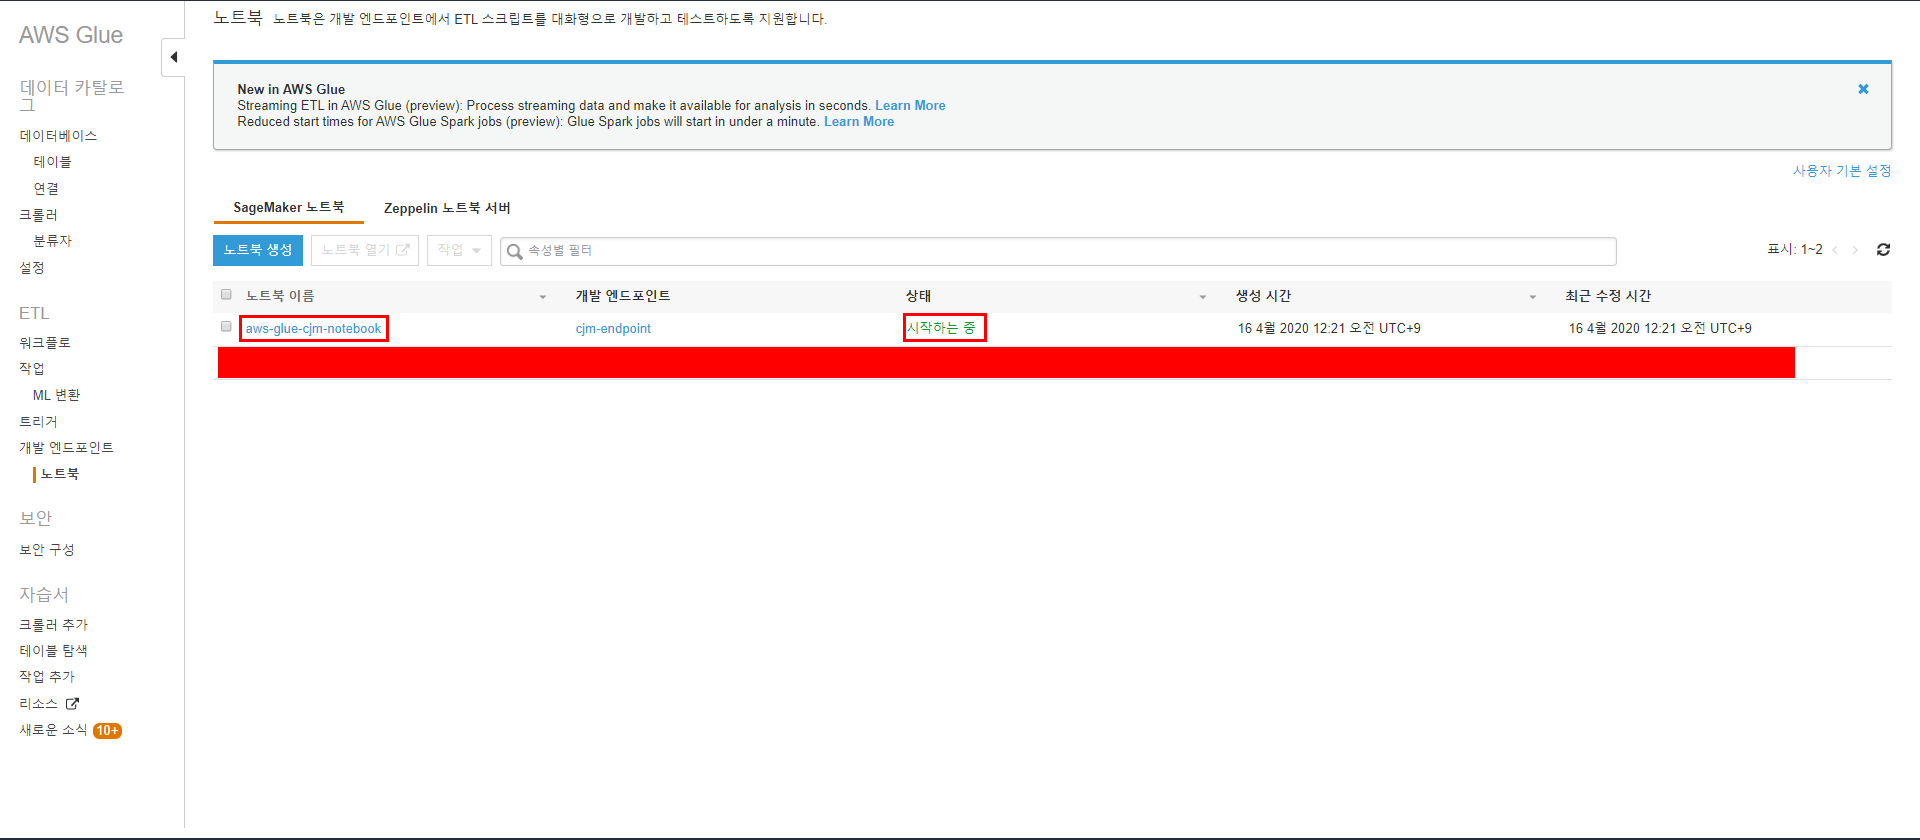 AWS Glue
데이터 카탈로
그
데이터베이스
테이블
연결
크롤러
분류자
설정
ETL
워크플로
작업
ML 변환
트리거
개발 엔드포인트
노트북
보안
보안 구성
자습서
크롤러 추가
테이블 탐색
작업 추가
리소스
새로운 소식 10+
노트북 노트북은 개발 엔드포인트에서 ETL 스크립트를 대화형으로 개발하고 테스트하도록 지원합니다.
New in AWS Glue
Streaming ETL in AWS Glue (preview): Process streaming data and make it available for analysis in seconds. Learn More
Reduced start times for AWS Glue Spark jobs (preview): Glue Spark jobs will start in under a minute. Learn More
사용자 기본 설정
SageMaker 노트북 Zeppelin 노트북 서버
노트북 생성 노트북 열기 작업 속성별 필터 표시: 1~2
노트북 이름 개발 엔드포인트 상태 생성 시간 최근 수정 시간
aws-glue-cjm-notebook cjm-endpoint 시작하는 중 16 4월 2020 12:21 오전 UTC+9 16 4월 2020 12:21 오전 UTC+9